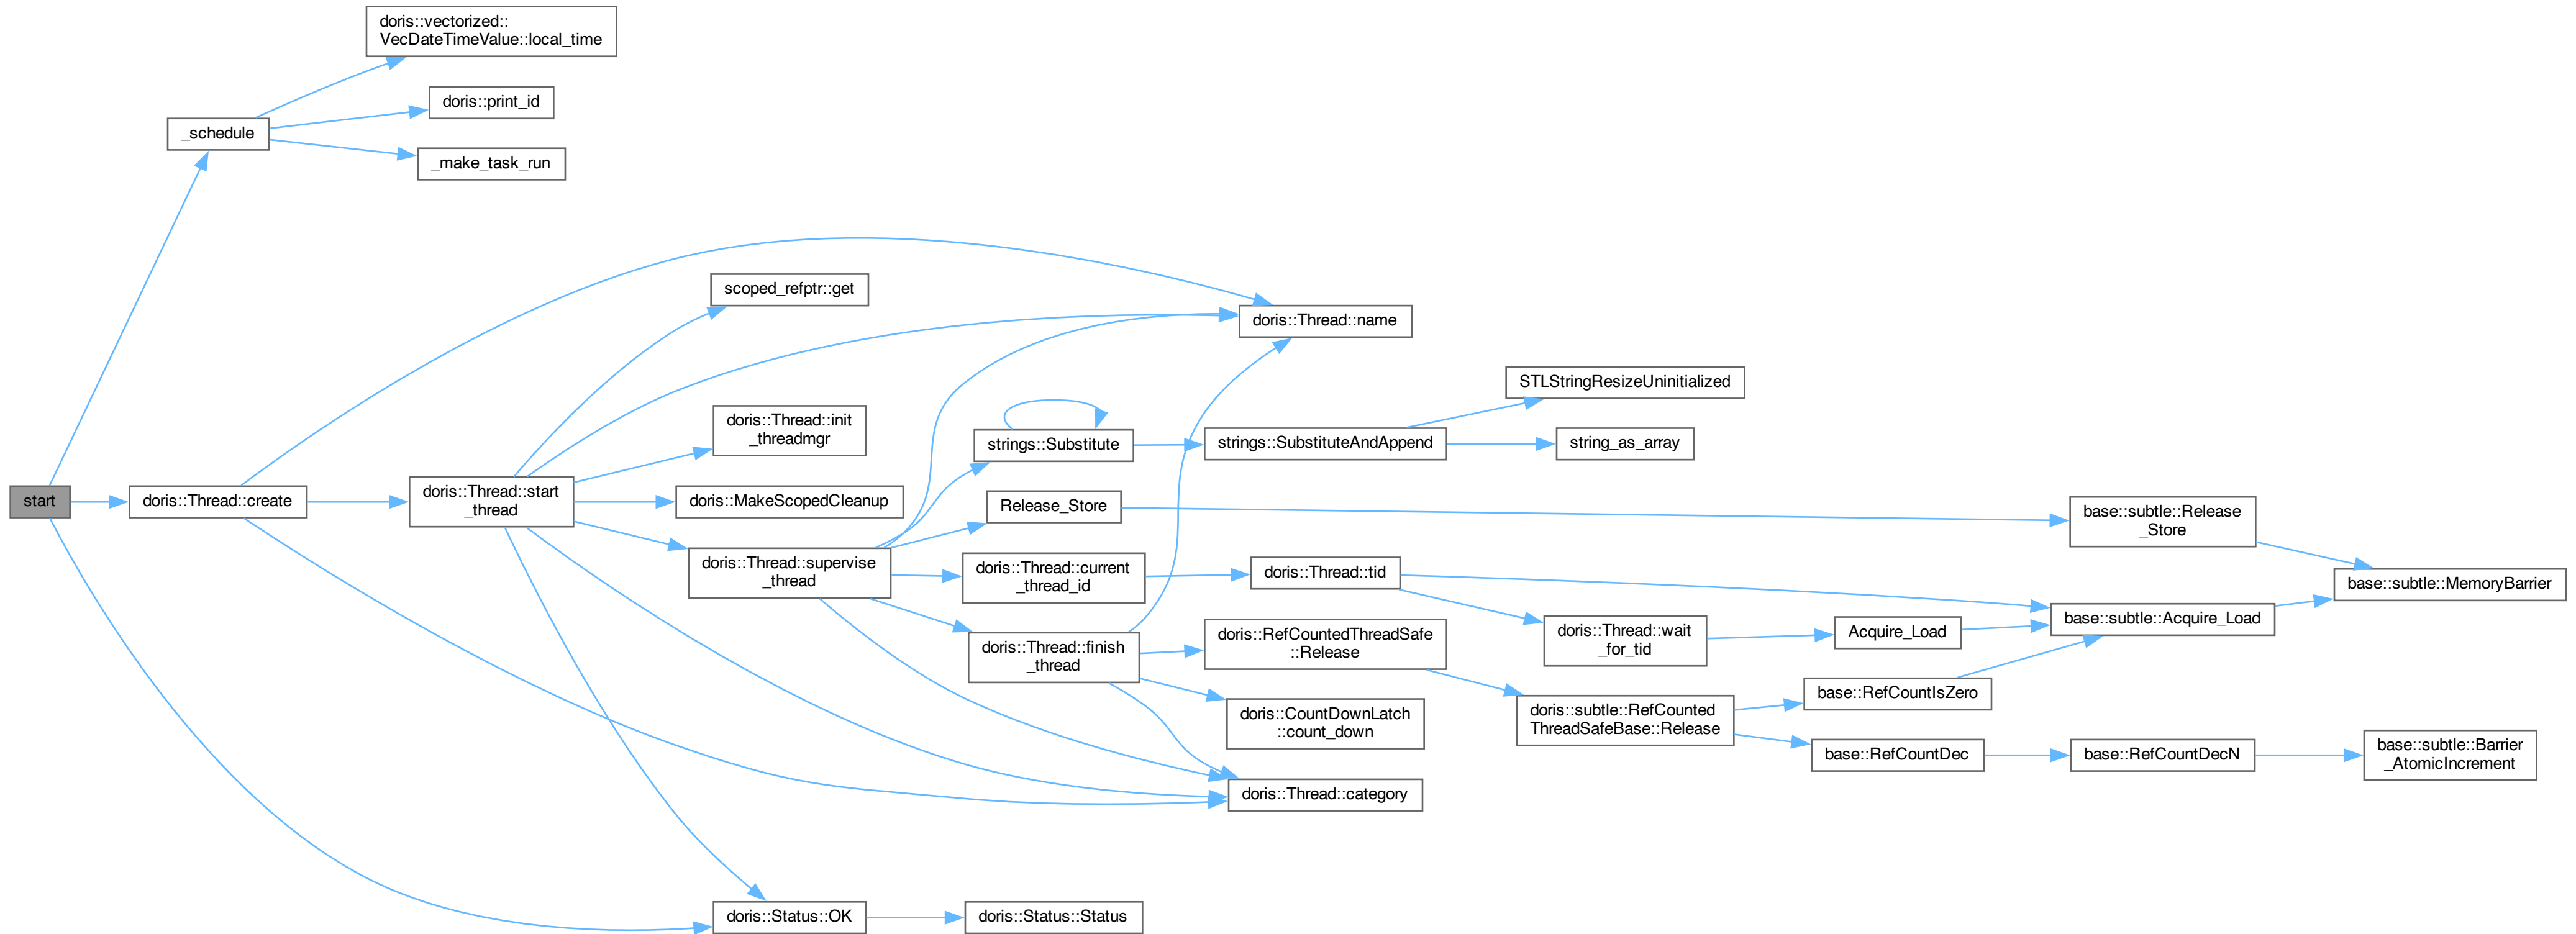 start
_schedule
doris::vectorized::
VecDateTimeValue::local_time
doris::print_id
_make_task_run
doris::Thread::create
doris::Thread::start
_thread
scoped_refptr::get
doris::Thread::init
_threadmgr
doris::MakeScopedCleanup
doris::Thread::supervise
_thread
doris::Status::OK
doris::Status::Status
doris::Thread::name
strings::Substitute
strings::SubstituteAndAppend
STLStringResizeUninitialized
string_as_array
Release_Store
base::subtle::Release
_Store
base::subtle::MemoryBarrier
doris::Thread::current
_thread_id
doris::Thread::tid
doris::Thread::wait
_for_tid
Acquire_Load
base::subtle::Acquire_Load
doris::Thread::finish
_thread
doris::RefCountedThreadSafe
::Release
doris::CountDownLatch
::count_down
doris::Thread::category
doris::subtle::RefCounted
ThreadSafeBase::Release
base::RefCountIsZero
base::RefCountDec
base::RefCountDecN
base::subtle::Barrier
_AtomicIncrement